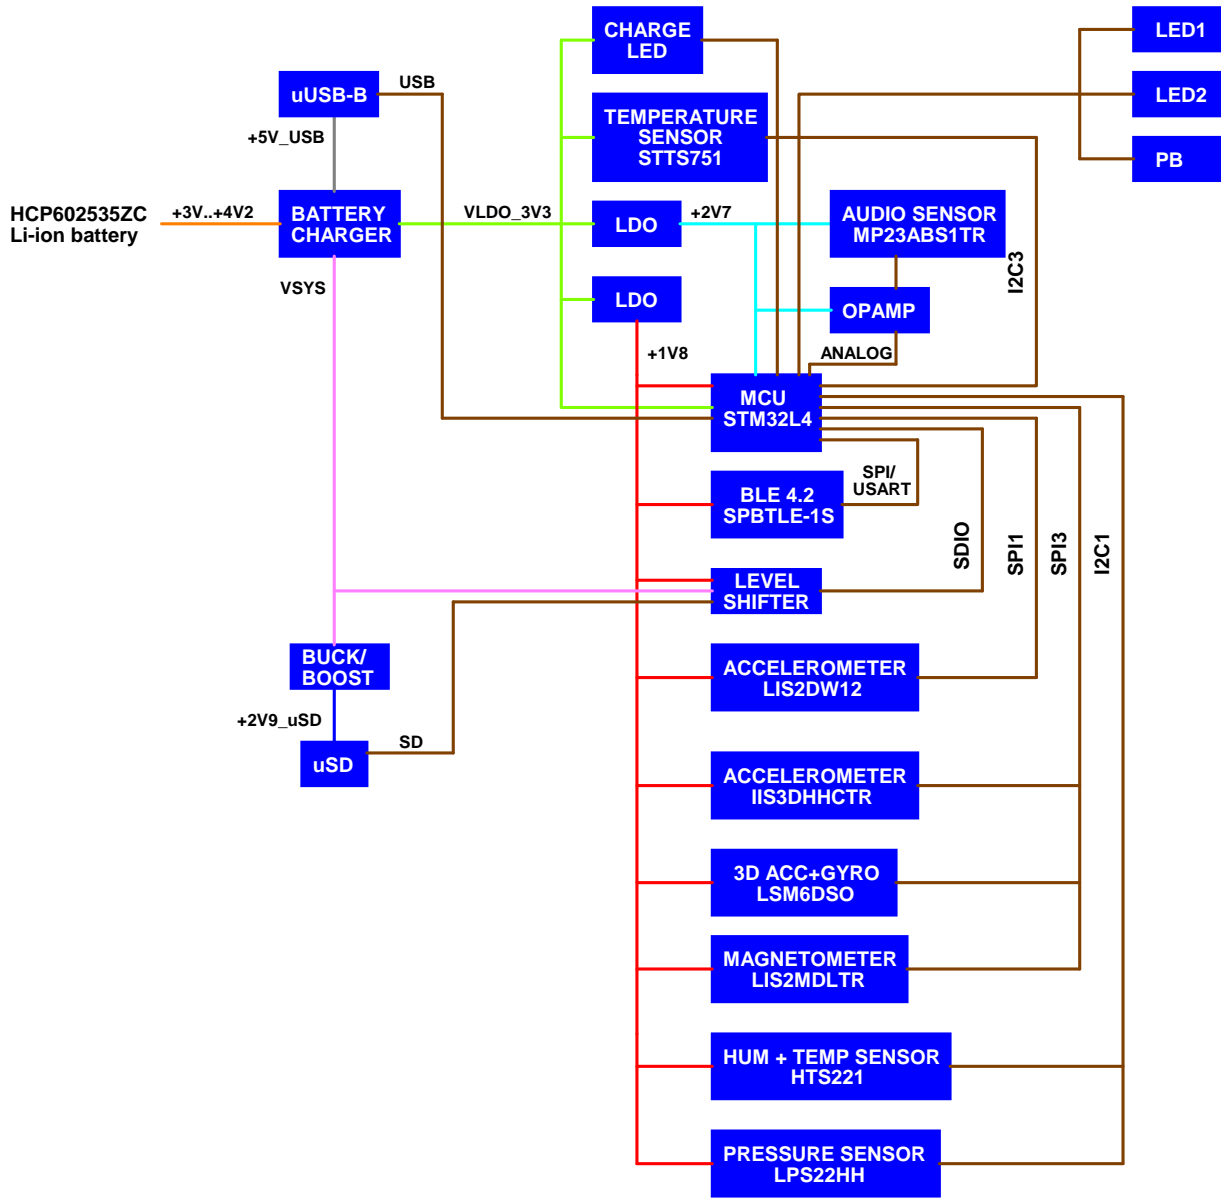 CHARGE
LED
LED1
uUSB-B
USB
LED2
TEMPERATURE
SENSOR
STTS751
+5V_USB
PB
HCP602535ZC
Li-ion battery
+3V..+4V2
BATTERY
CHARGER
VLDO_3V3
LDO
+2V7
AUDIO SENSOR
MP23ABS1TR
I2C3
VSYS
LDO
OPAMP
+1V8
ANALOG
MCU
STM32L4
BLE 4.2
SPBTLE-1S
SPI/
USART
SDIO
SPI1
SPI3
I2C1
LEVEL
SHIFTER
BUCK/
BOOST
ACCELEROMETER
LIS2DW12
+2V9_uSD
SD
uSD
ACCELEROMETER
IIS3DHHCTR
3D ACC+GYRO
LSM6DSO
MAGNETOMETER
LIS2MDLTR
HUM + TEMP SENSOR
HTS221
PRESSURE SENSOR
LPS22HH